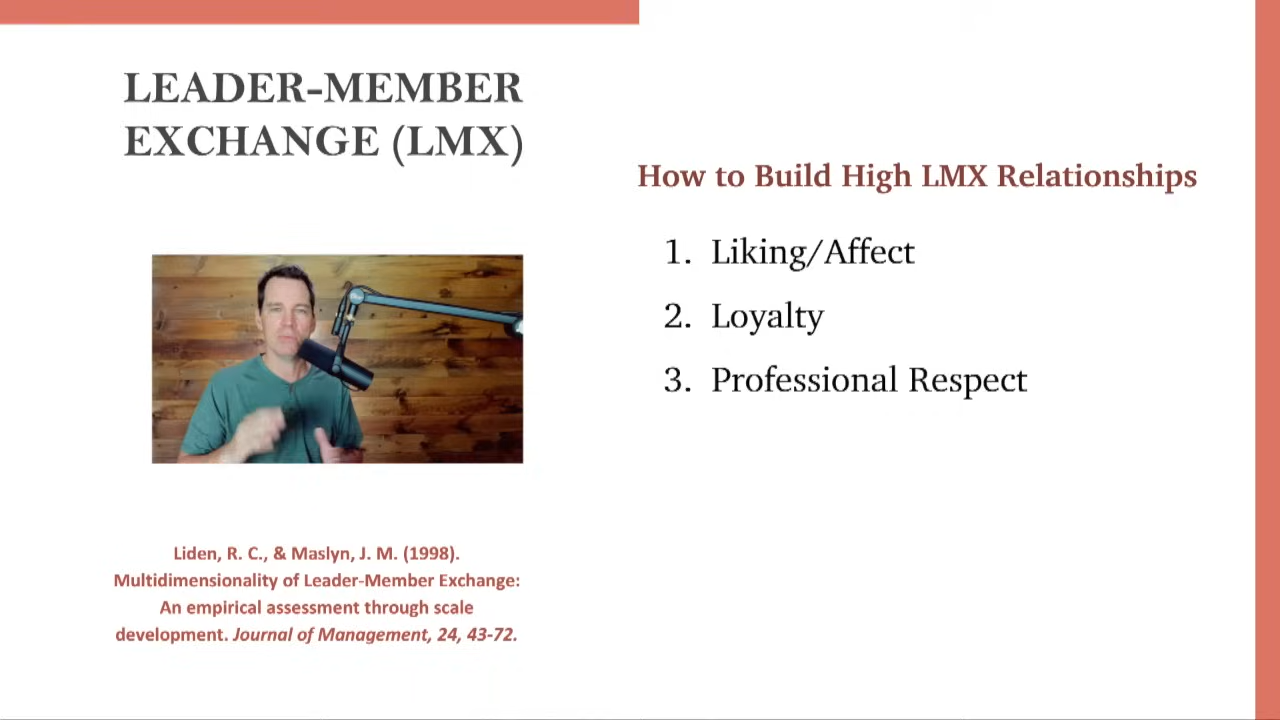 LEADER-MEMBER
EXCHANGE (LMX)
How to Build High LMX Relationships
1. Liking/Affect
2. Loyalty
3. Professional Respect
Liden, R. C., & Maslyn, J. M. (1998).
Multidimensionality of Leader-Member Exchange:
An empirical assessment through scale
development. Journal of Management, 24, 43-72.